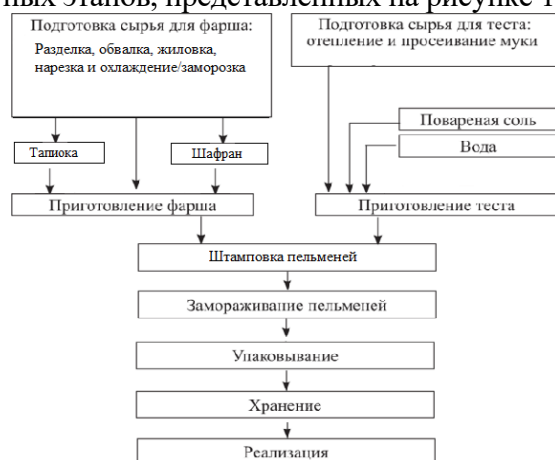 ных этапов, представленных на рисунке 1
Подготовка сырья для фарша:
Разделка, обвалка, жиловка,
нарезка и охлаждение/заморозка
Подготовка сырья для теста:
отепление и просеивание муки
Поварeная соль
Вода
Тапиока
Шафран
Приготовление фарша
Приготовление теста
Штамповка пельменей
Замораживание пельменей
Упаковывание
Хранение
Реализация